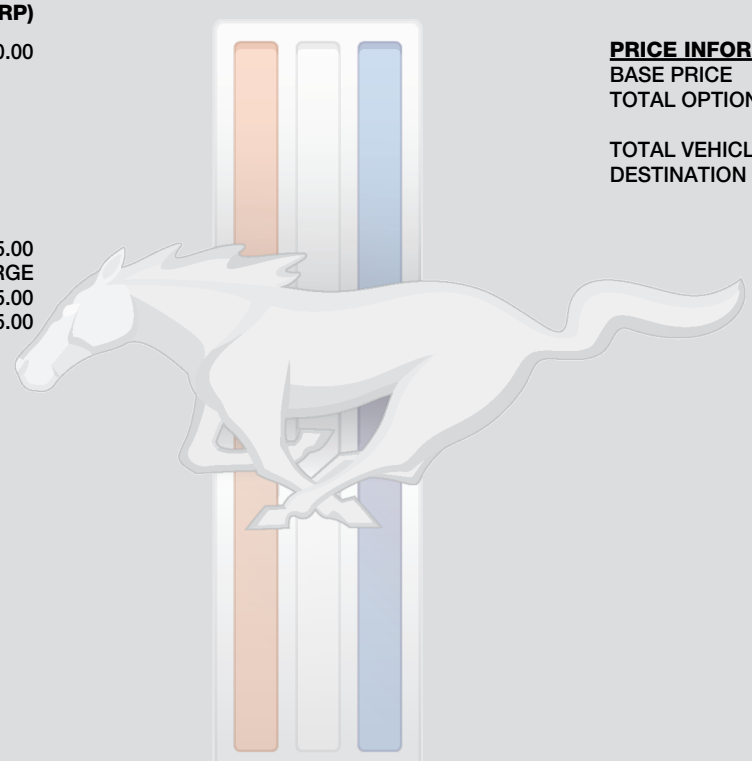 RP)
0.00
5.00
RGE
5.00
5.00
PRICE INFOR
BASE PRICE
TOTAL OPTION
TOTAL VEHICL
DESTINATION